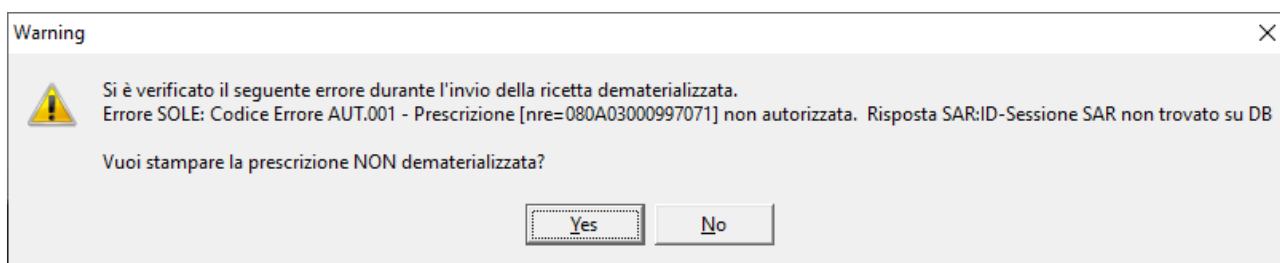 Warning
Si è verificato il seguente errore durante l'invio della ricetta dematerializzata.
Errore SOLE: Codice Errore AUT.001 - Prescrizione [nre=080A03000997071] non autorizzata.  Risposta SAR:ID-Sessione SAR non trovato su DB
Vuoi stampare la prescrizione NON dematerializzata?
Yes
No